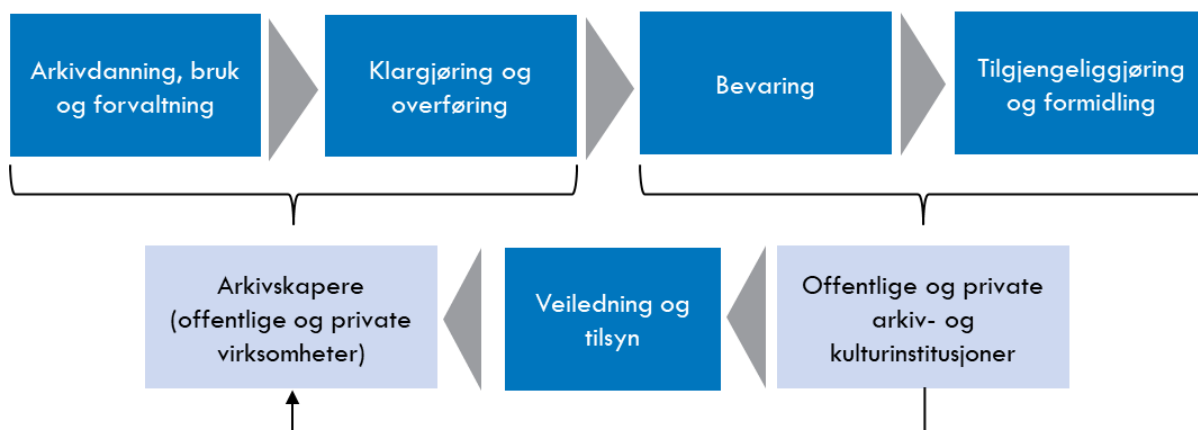 Arkivdanning, bruk
og forvaltning
Klargjøring og
overføring
Bevaring
Tilgjengeliggjøring
og formidling
Arkivskapere
(offentlige og private
virksomheter)
Veiledning og
tilsyn
Offentlige og private
arkiv- og
kulturinstitusjoner